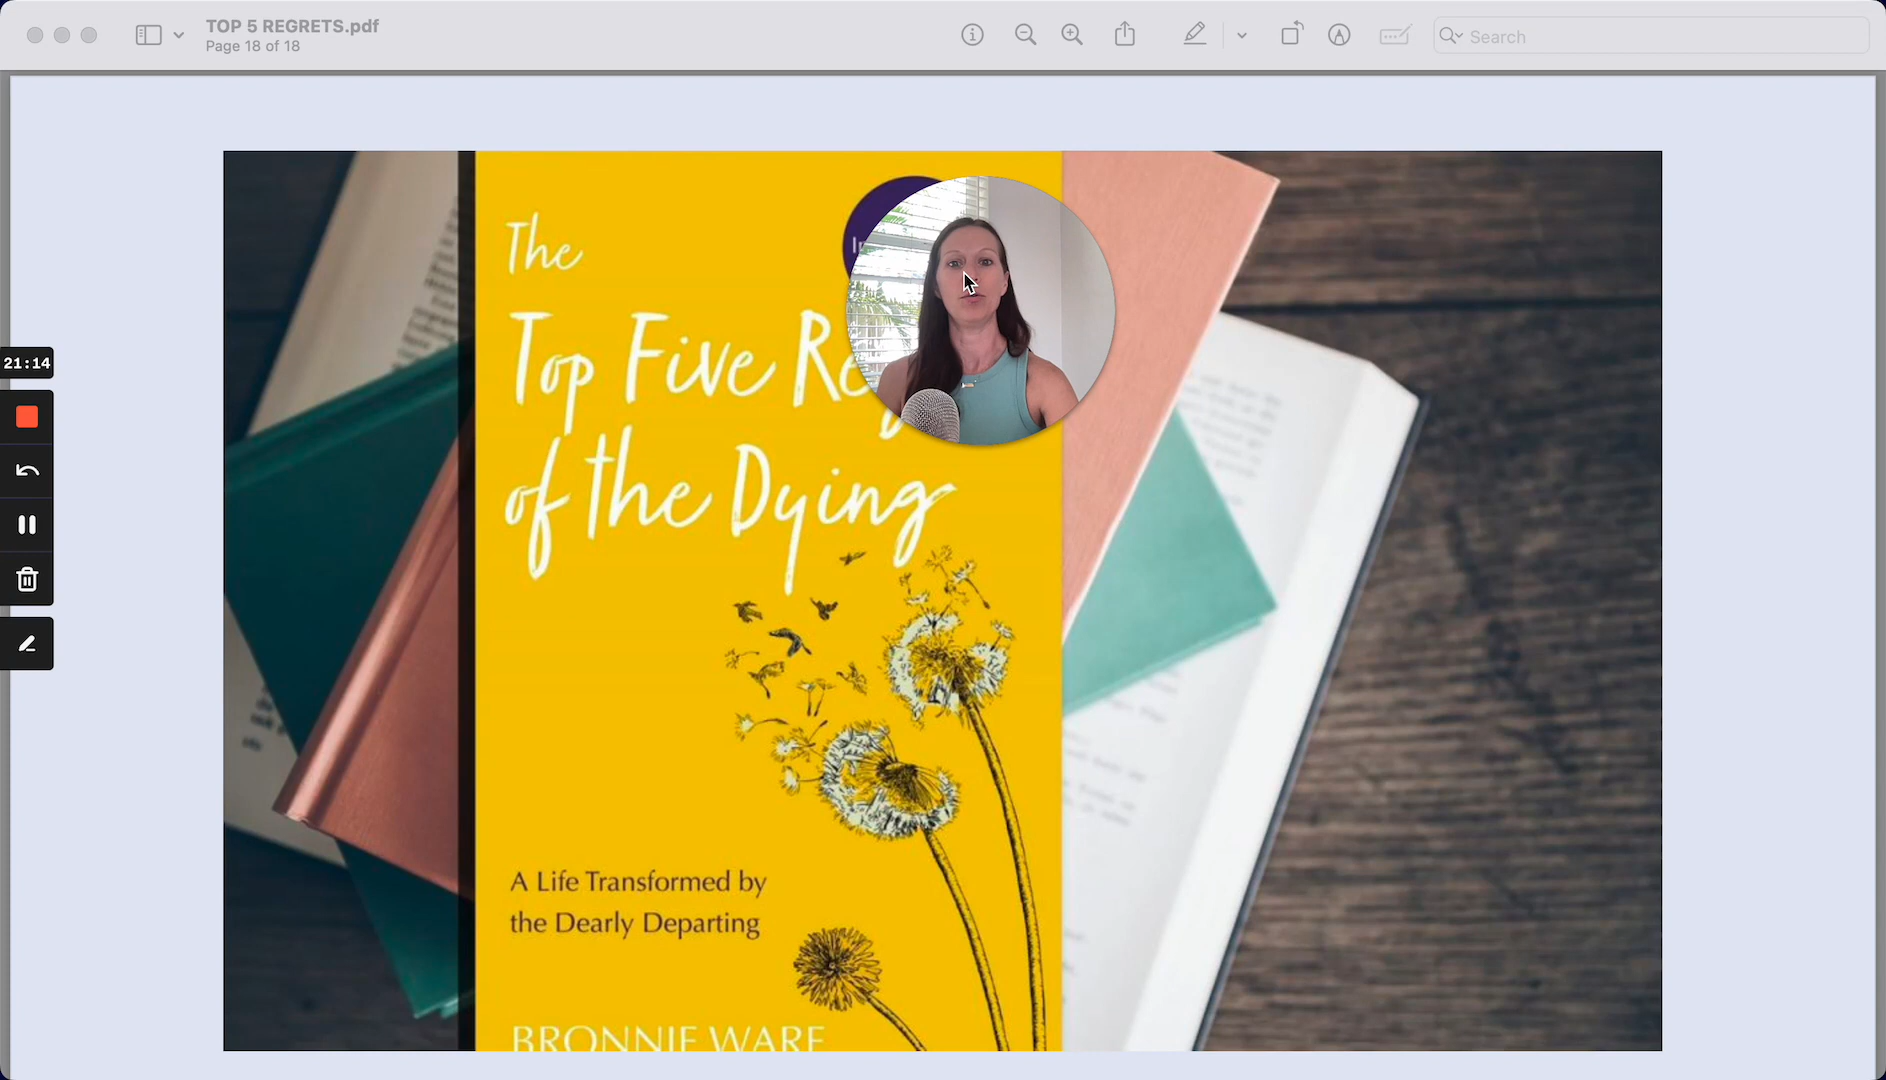 TOP 5 REGRETS.pdf
Page 18 of 18
Search
21:14
The
Top Five
of the Dying
A Life Transformed by
the Dearly Departing
BRONNIE WARE